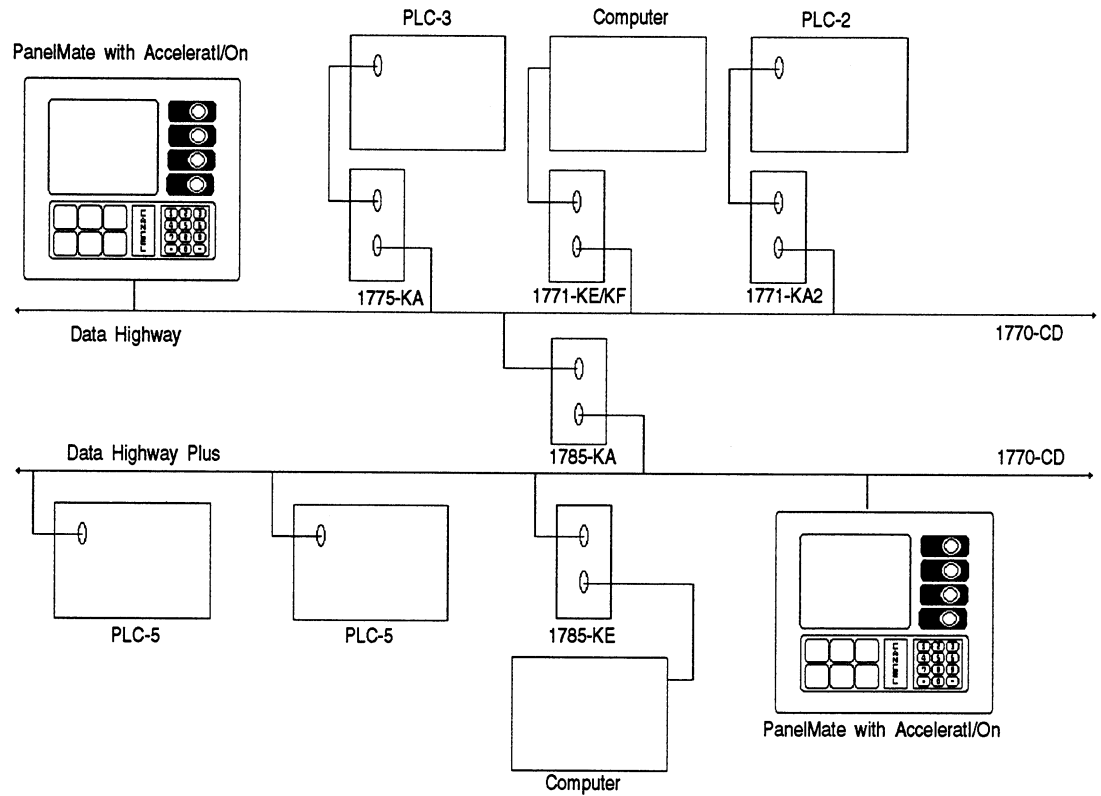 PLC-3
Computer
PLC-2
PanelMate with AcceleratI/On
1775-KA
1771-KE/KF
1771-KA2
Data Highway
1770-CD
1785-KA
Data Highway Plus
1770-CD
PLC-5
PLC-5
1785-KE
PanelMate with AcceleratI/On
Computer